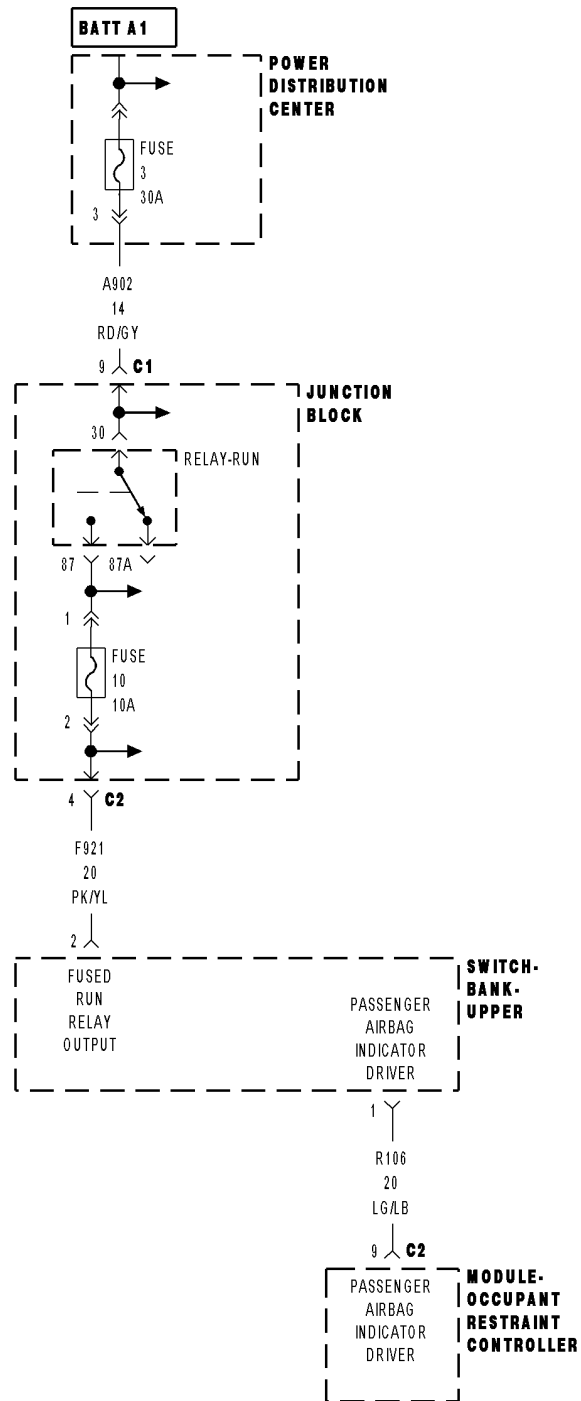 BATT A1
POWER
DISTRIBUTION
CENTER
FUSE
3
30A
3
A902
14
RD/GY
9 C1
JUNCTION
BLOCK
30
RELAY-RUN
87 87A
1
FUSE
10
10A
2
4 C2
F921
20
PK/YL
2
SWITCH-
BANK-
UPPER
FUSED
RUN
RELAY
OUTPUT
PASSENGER
AIRBAG
INDICATOR
DRIVER
1
R106
20
LG/LB
9 C2
MODULE-
OCCUPANT
RESTRAINT
CONTROLLER
PASSENGER
AIRBAG
INDICATOR
DRIVER